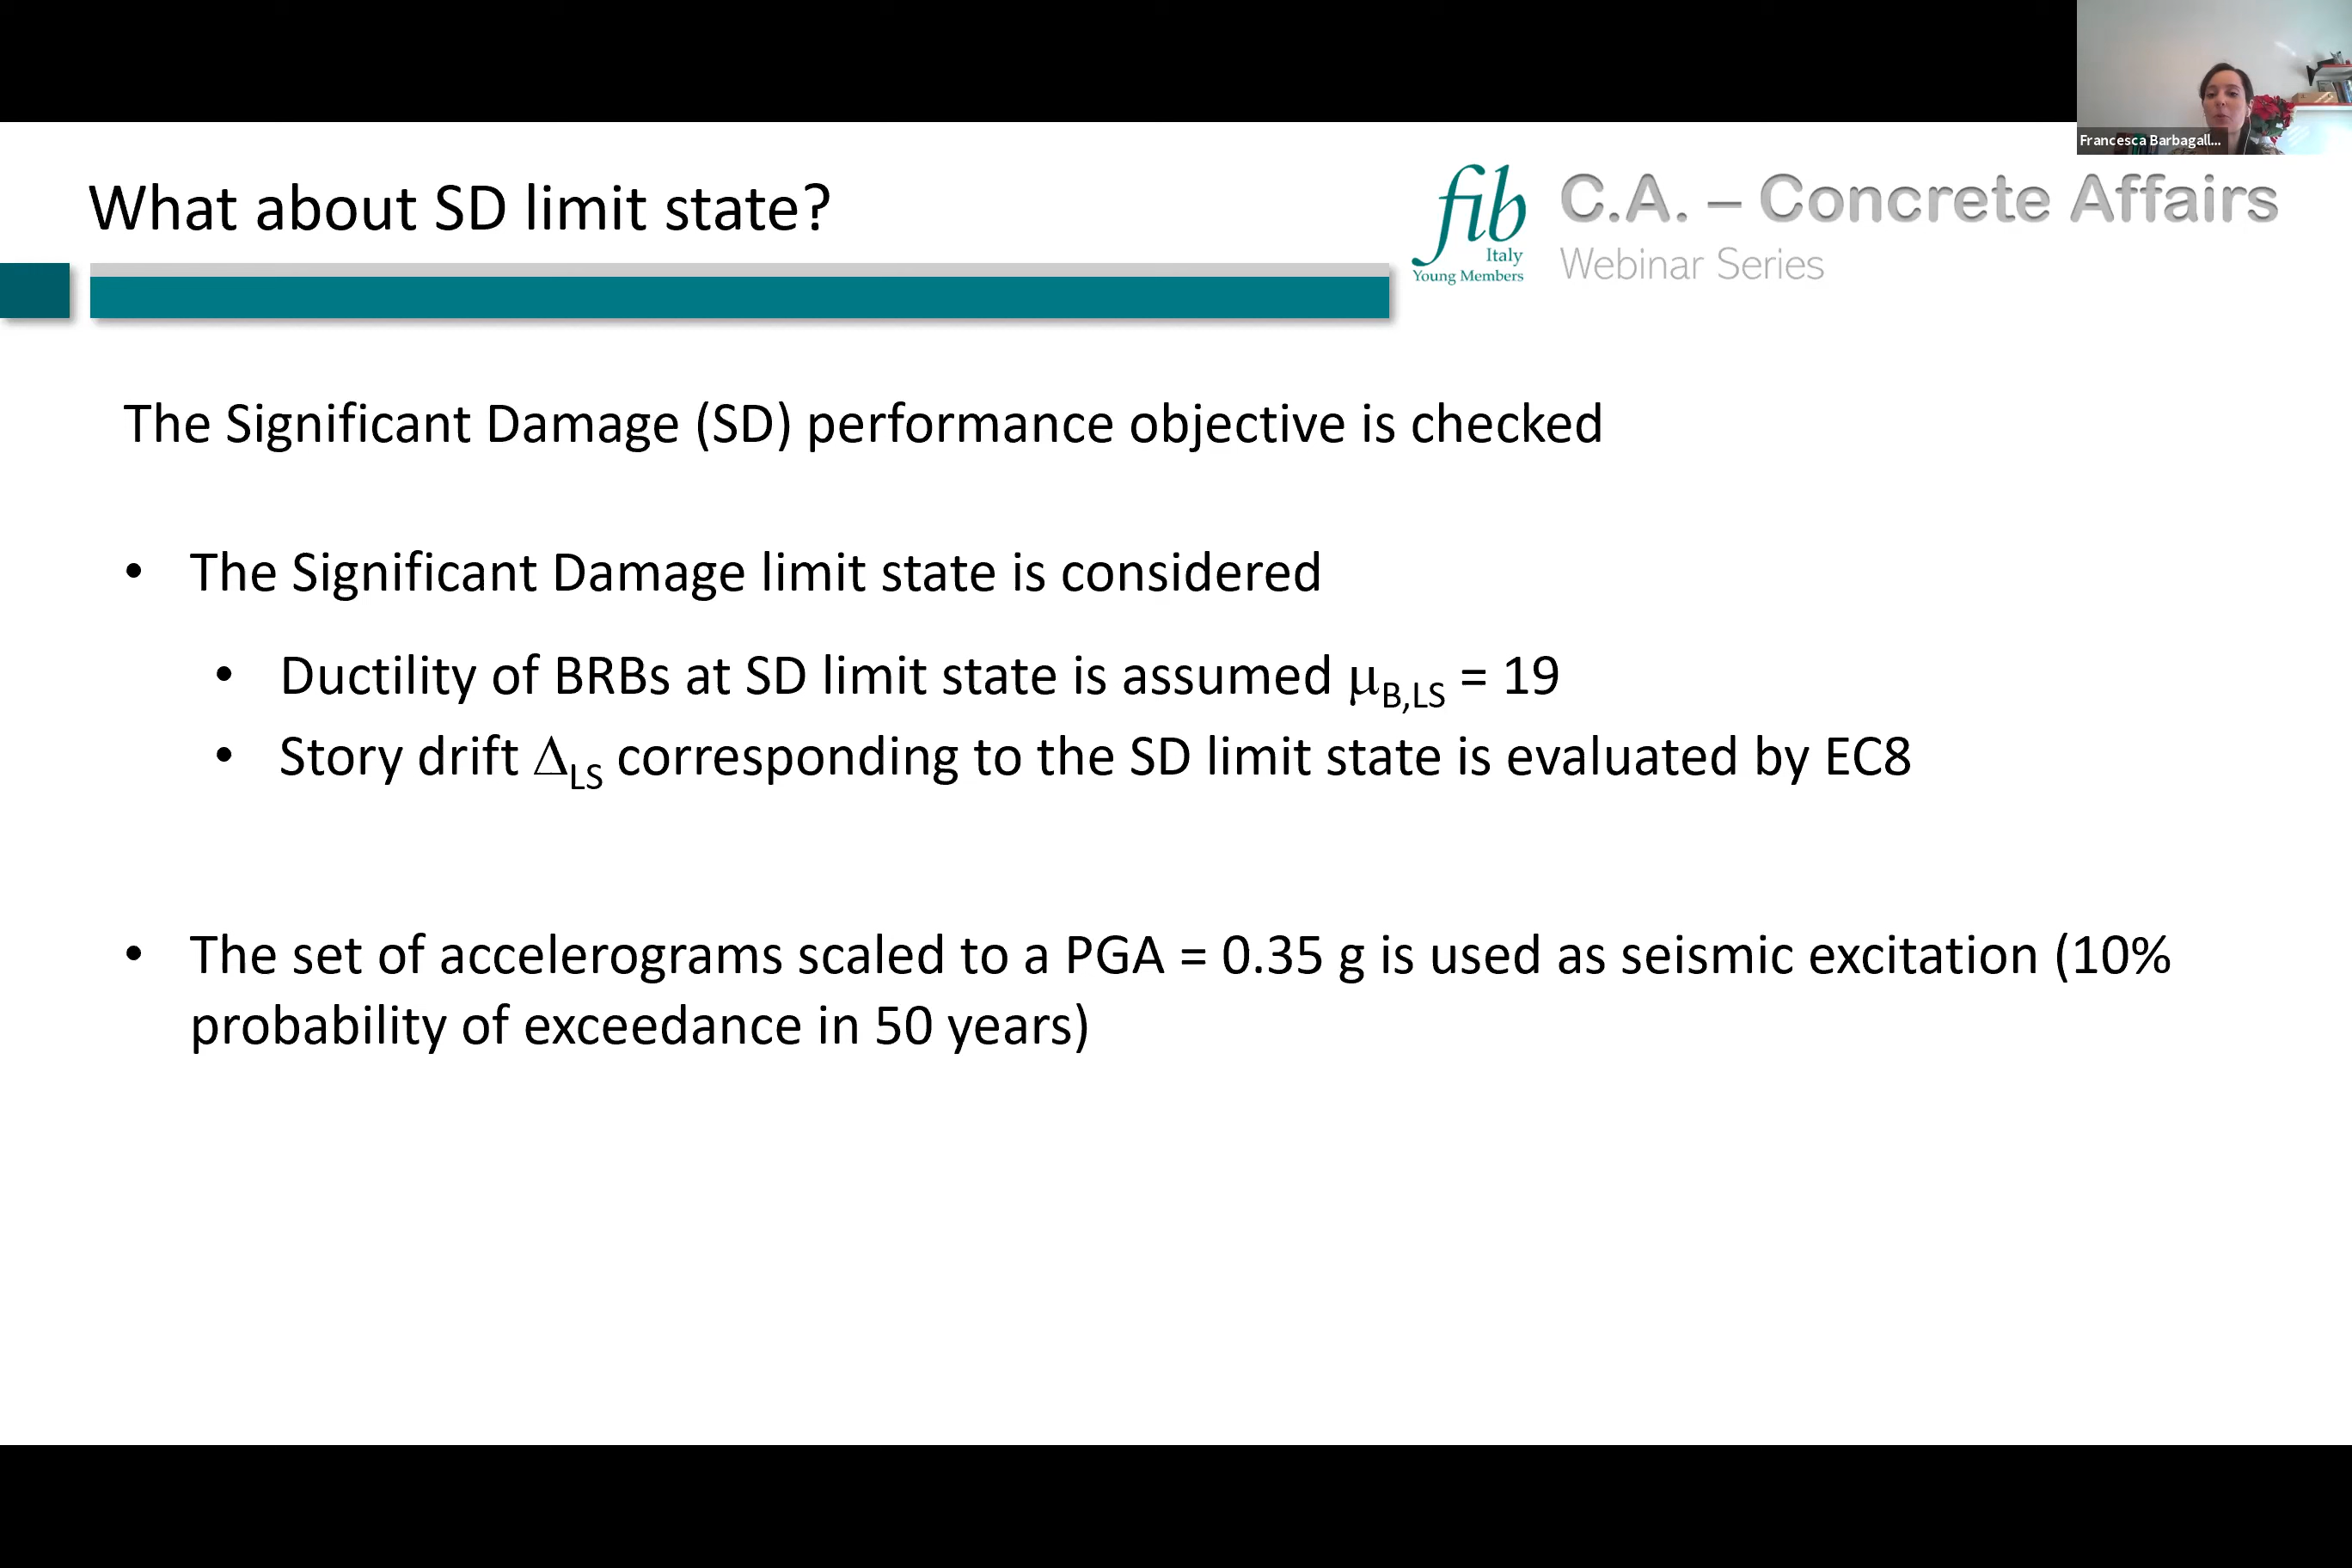 Francesca Barbagall...
What about SD limit state?
fib
Italy
Young Members
C.A. – Concrete Affairs
Webinar Series
The Significant Damage (SD) performance objective is checked
• The Significant Damage limit state is considered
• Ductility of BRBs at SD limit state is assumed μB,LS = 19
• Story drift ΔLS corresponding to the SD limit state is evaluated by EC8
• The set of accelerograms scaled to a PGA = 0.35 g is used as seismic excitation (10%
probability of exceedance in 50 years)